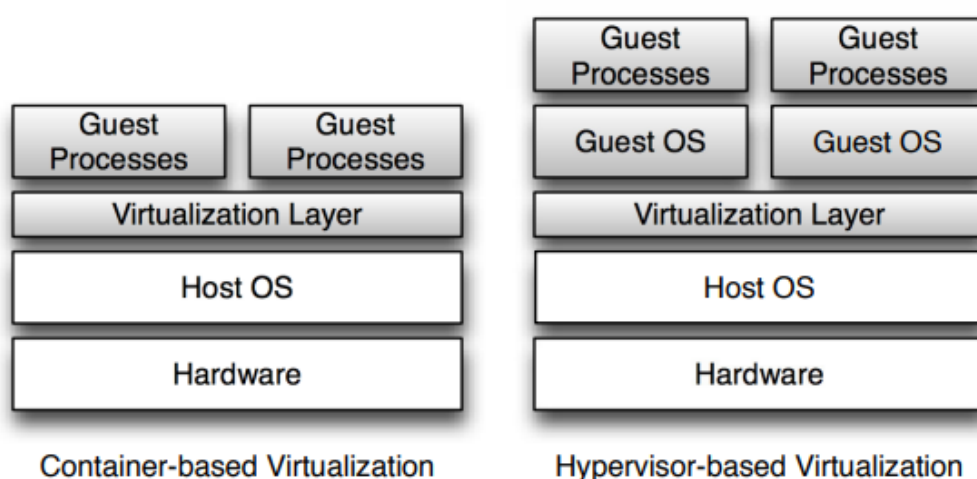 Guest
Processes
Guest
Processes
Virtualization Layer
Host OS
Hardware
Container-based Virtualization
Guest
Processes
Guest
Processes
Guest OS
Guest OS
Virtualization Layer
Host OS
Hardware
Hypervisor-based Virtualization